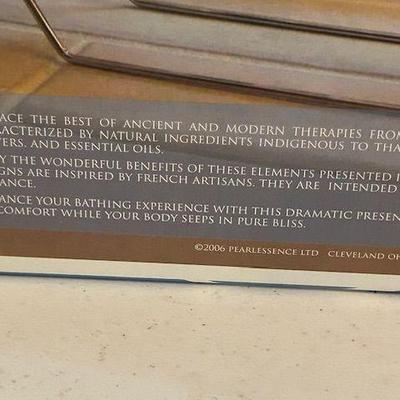 ACE THE BEST OF ANCIENT AND MODERN THERAPIES FROM
RACTERIZED BY NATURAL INGREDIENTS INDIGENOUS TO THA
ERS, AND ESSENTIAL OILS.
Y THE WONDERFUL BENEFITS OF THESE ELEMENTS PRESENTED I
GNS ARE INSPIRED BY FRENCH ARTISANS. THEY ARE INTENDED
ANCE.
ANCE YOUR BATHING EXPERIENCE WITH THIS DRAMATIC PRESEN
COMFORT WHILE YOUR BODY SEEPS IN PURE BLISS.
©2006 PEARLESSENCE LTD CLEVELAND OH